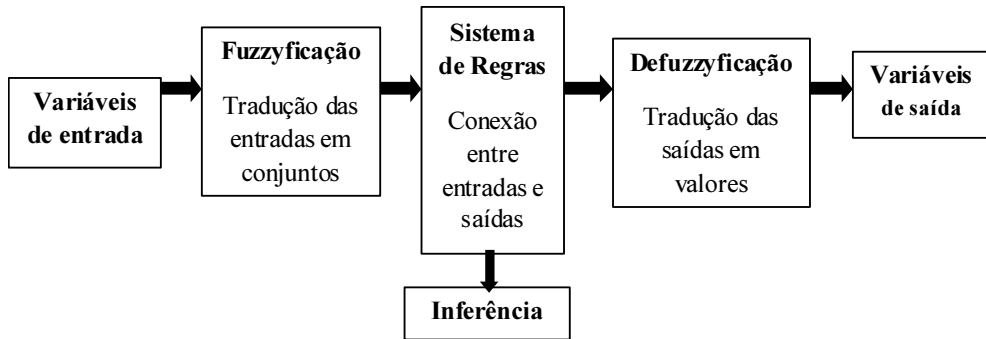 Variáveis
de entrada
Fuzzyficação
Tradução das
entradas em
conjuntos
Sistema
de Regras
Conexão
entre
entradas e
saídas
Inferência
Defuzzyficação
Tradução das
saídas em
valores
Variáveis
de saída